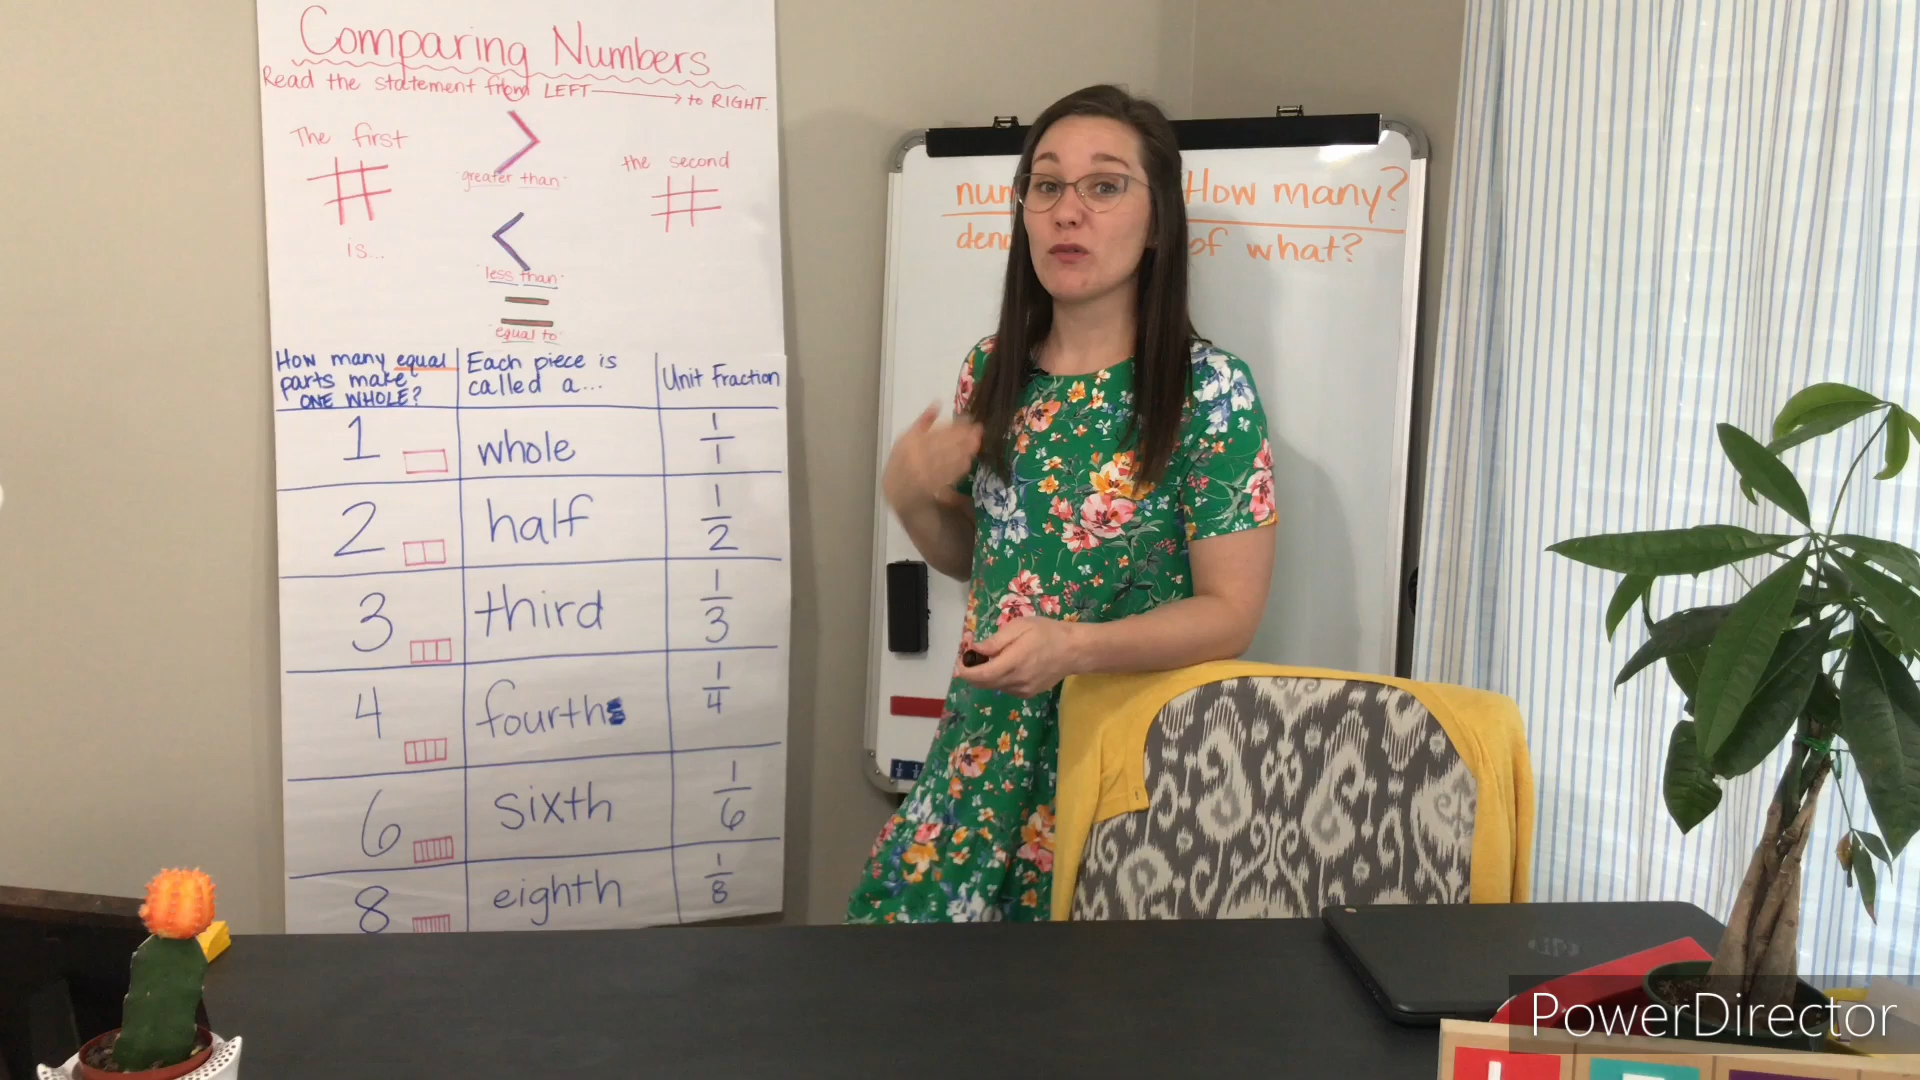 Comparing Numbers
Read the statement from LEFT → to RIGHT.
The first
#
is...
>
"greater than"
<
"less than"
=
"equal to"
the second
#
How many equal
parts make
ONE WHOLE?
Each piece is
called a...
Unit Fraction
1 whole 1/1
2 half 1/2
3 third 1/3
4 fourth 1/4
6 sixth 1/6
8 eighth 1/8
How many?
of what?
PowerDirector